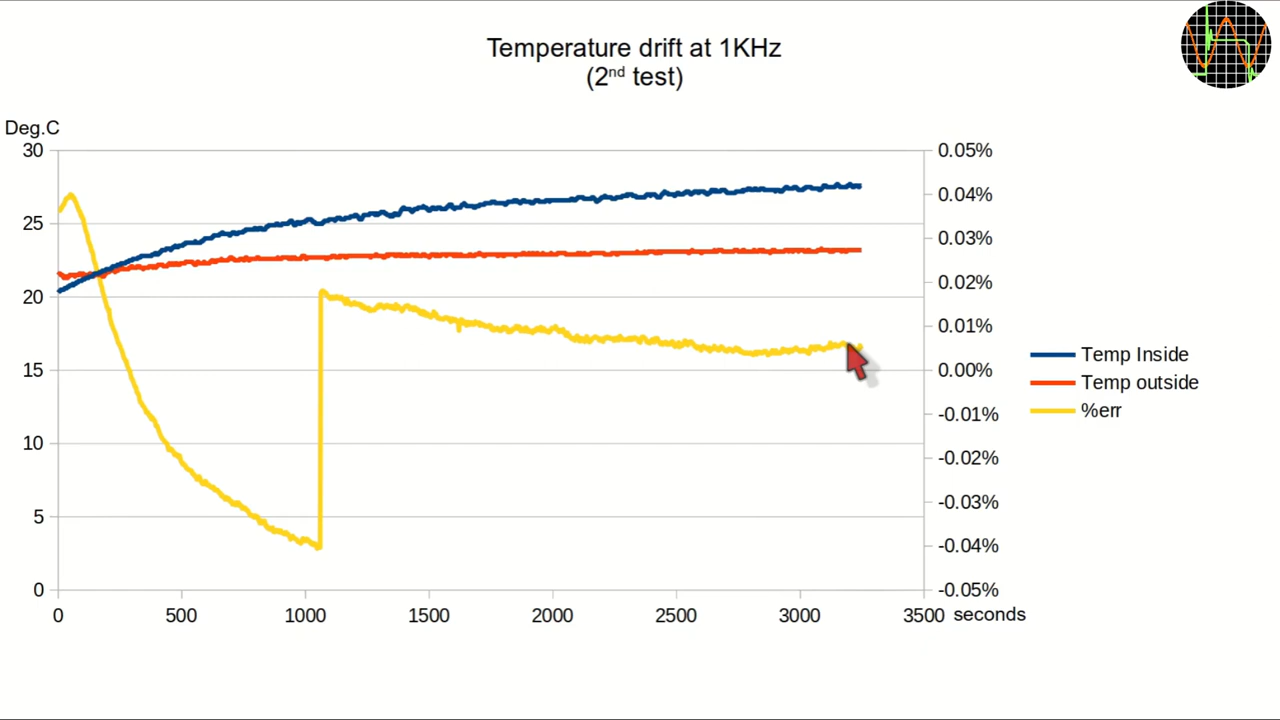 Temperature drift at 1KHz
(2nd test)
Deg.C
30
25
20
15
10
5
0
0.05%
0.04%
0.03%
0.02%
0.01%
0.00%
-0.01%
-0.02%
-0.03%
-0.04%
-0.05%
0 500 1000 1500 2000 2500 3000 3500 seconds
Temp Inside
Temp outside
%err